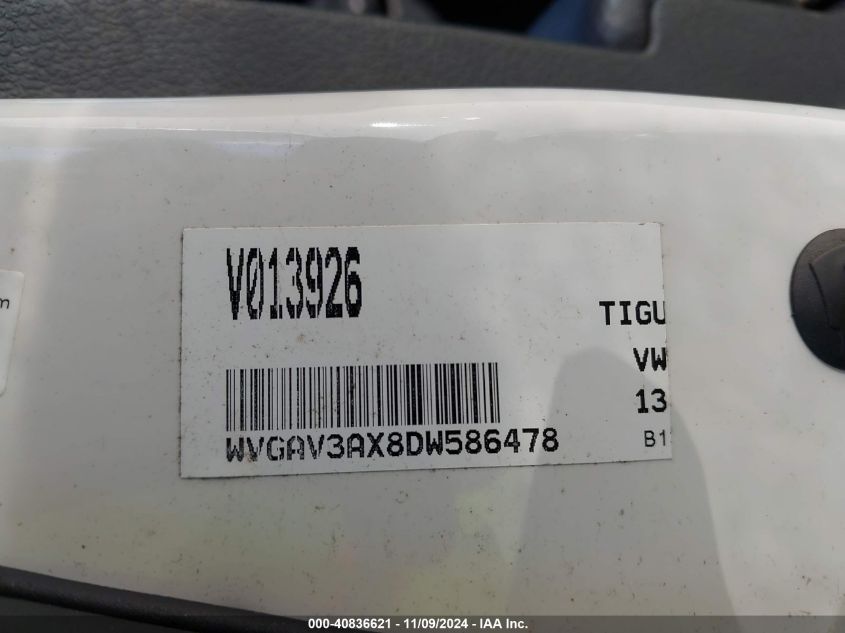 m
V013926
TIGU
VW
13
WVGAV3AX8DW586478
B1
000-40836621 - 11/09/2024 - IAA Inc.